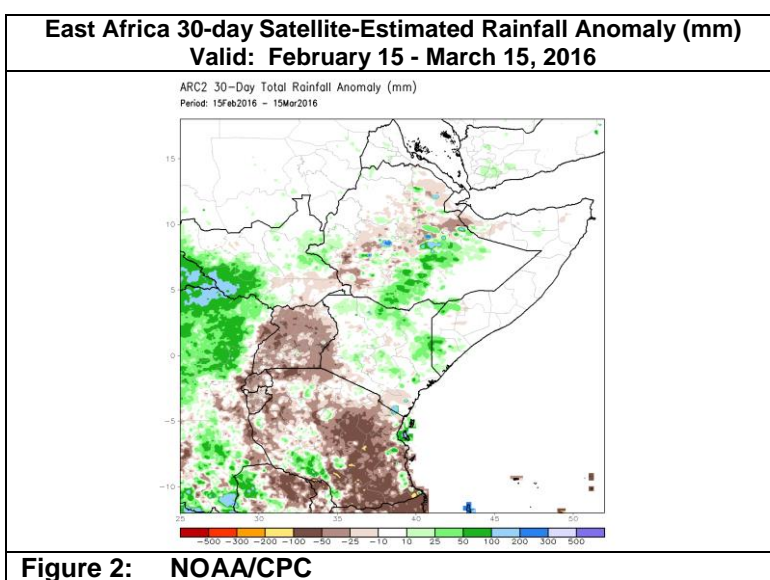 East Africa 30-day Satellite-Estimated Rainfall Anomaly (mm)
Valid: February 15 - March 15, 2016
ARC2 30-Day Total Rainfall Anomaly (mm)
Period: 15Feb2016 - 15Mar2016
15
10
5
0
-5
-10
25 30 35 40 45 50
-500 -300 -200 -100 -50 -25 -10 10 25 50 100 200 300 500
Figure 2: NOAA/CPC